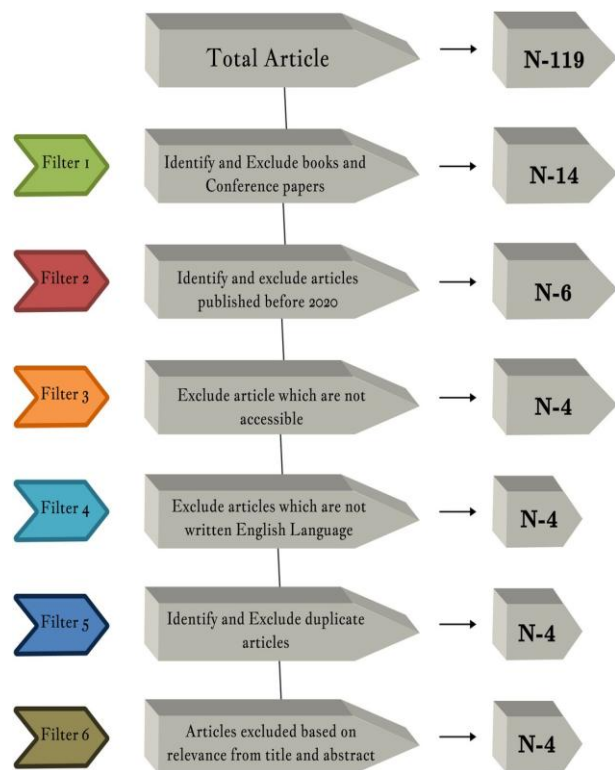 Total Article
N-119
Filter 1
Identify and Exclude books and
Conference papers
N-14
Filter 2
Identify and exclude articles
published before 2020
N-6
Filter 3
Exclude article which are not
accessible
N-4
Filter 4
Exclude articles which are not
written English Language
N-4
Filter 5
Identify and Exclude duplicate
articles
N-4
Filter 6
Articles excluded based on
relevance from title and abstract
N-4